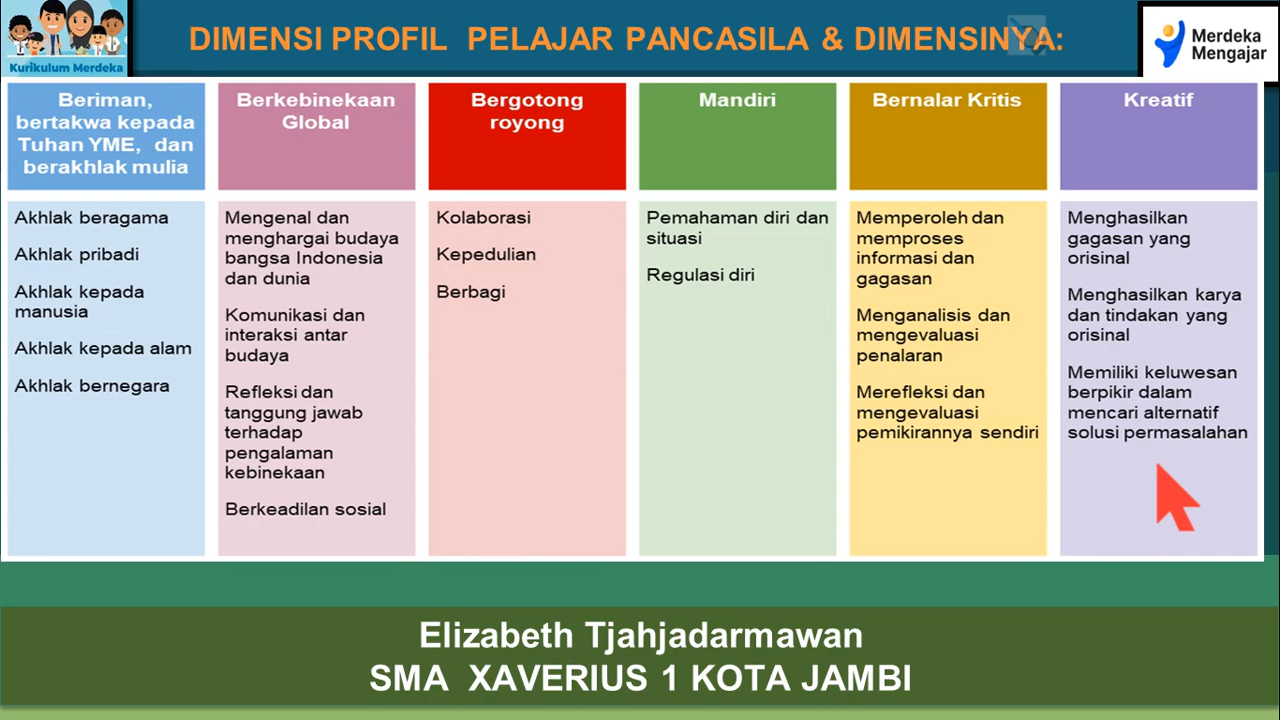 DIMENSI PROFIL PELAJAR PANCASILA & DIMENSINYA:
Kurikulum Merdeka
Merdeka
Mengajar
Beriman,
bertakwa kepada
Tuhan YME, dan
berakhlak mulia
Akhlak beragama
Akhlak pribadi
Akhlak kepada
manusia
Akhlak kepada alam
Akhlak bernegara
Berkebinekaan
Global
Mengenal dan
menghargai budaya
bangsa Indonesia
dan dunia
Komunikasi dan
interaksi antar
budaya
Refleksi dan
tanggung jawab
terhadap
pengalaman
kebinekaan
Berkeadilan sosial
Bergotong
royong
Kolaborasi
Kepedulian
Berbagi
Mandiri
Pemahaman diri dan
situasi
Regulasi diri
Bernalar Kritis
Memperoleh dan
memproses
informasi dan
gagasan
Menganalisis dan
mengevaluasi
penalaran
Merefleksi dan
mengevaluasi
pemikirannya sendiri
Kreatif
Menghasilkan
gagasan yang
orisinal
Menghasilkan karya
dan tindakan yang
orisinal
Memiliki keluwesan
berpikir dalam
mencari alternatif
solusi permasalahan
Elizabeth Tjahjadarmawan
SMA XAVERIUS 1 KOTA JAMBI